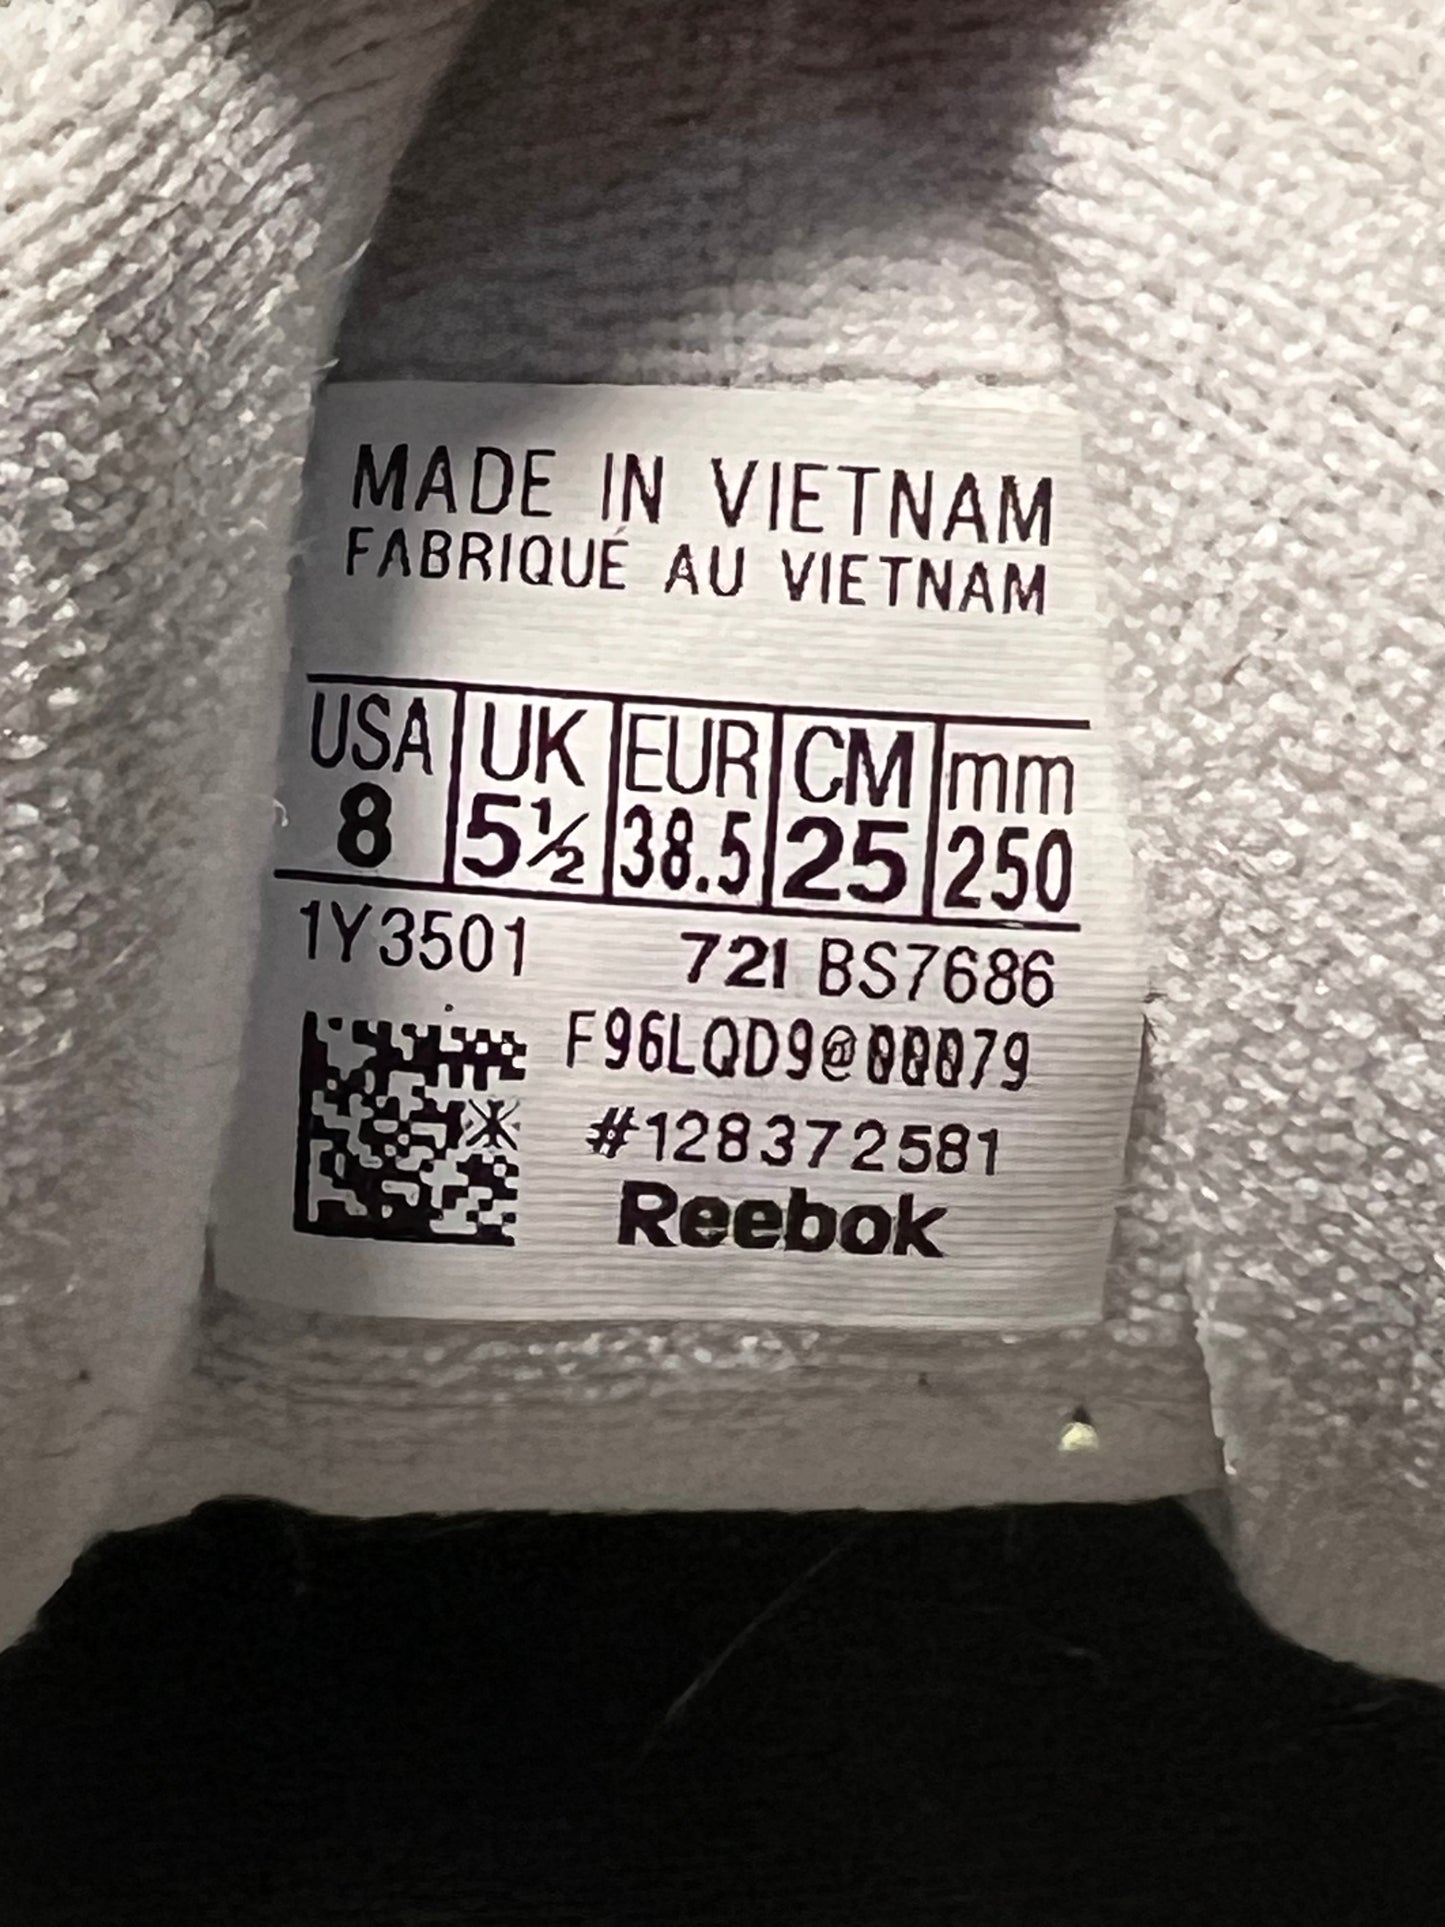 MADE IN VIETNAM
FABRIQUÉ AU VIETNAM
USA UK EUR CM mm
8 5½ 38.5 25 250
1Y3501 721 BS7686
F96LQD9@00079
#128372581
Reebok